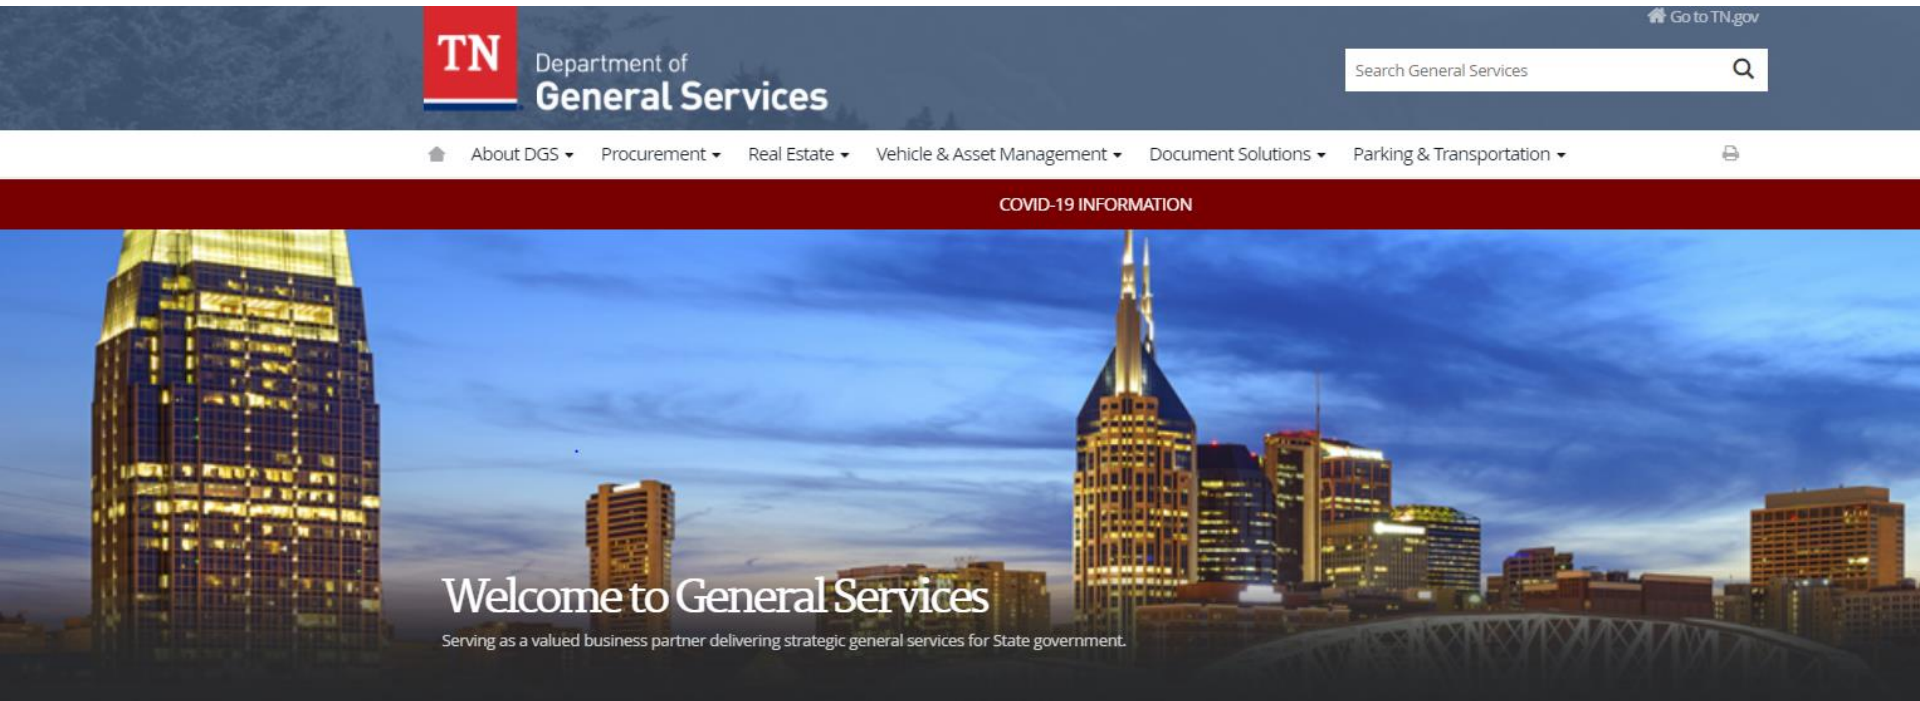 Go to TN.gov
TN
Department of
General Services
Search General Services
About DGS
Procurement
Real Estate
Vehicle & Asset Management
Document Solutions
Parking & Transportation
COVID-19 INFORMATION
Welcome to General Services
Serving as a valued business partner delivering strategic general services for State government.